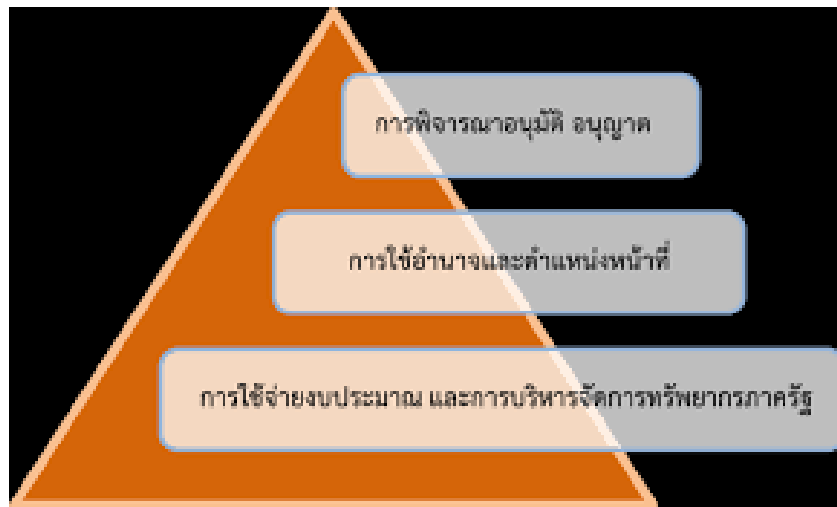 การพิจารณาอนุมัติ อนุญาต
การใช้อำนาจและตำแหน่งหน้าที่
การใช้จ่ายงบประมาณ และการบริหารจัดการทรัพยากรภาครัฐ